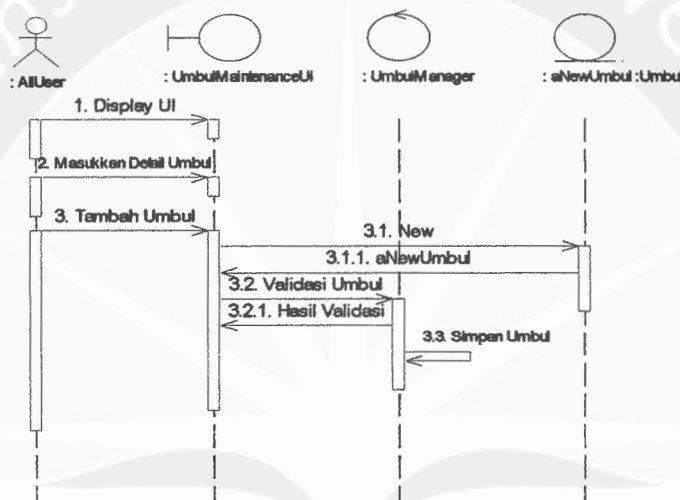 : AllUser
: UmbulMaintenanceUI
: UmbulManager
: aNewUmbul :Umbul
1. Display UI
2. Masukkan Detail Umbul
3. Tambah Umbul
3.1. New
3.1.1. aNewUmbul
3.2. Validasi Umbul
3.2.1. Hasil Validasi
3.3. Simpan Umbul